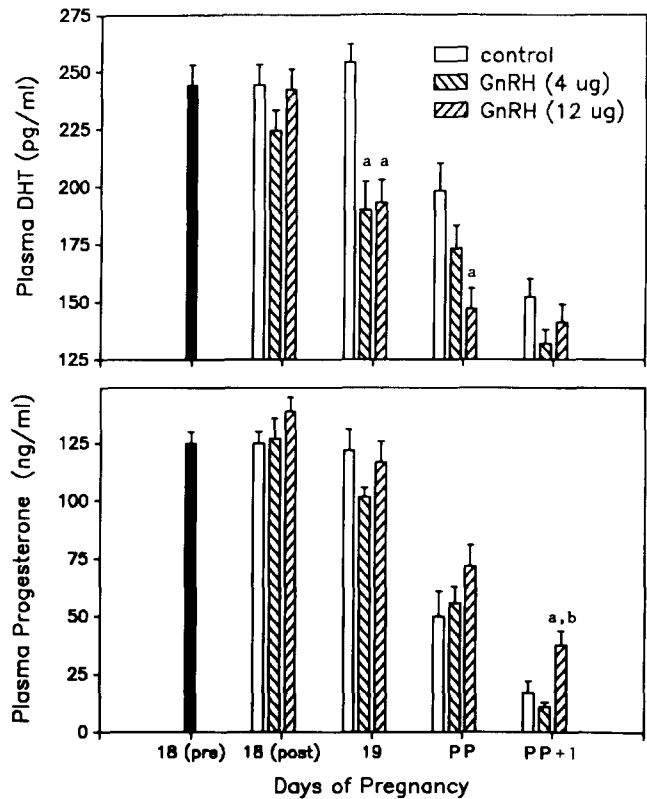 275
250
225
200
175
150
125
Plasma DHT (pg/ml)
control
GnRH (4 ug)
GnRH (12 ug)
a a
a
125
100
75
50
25
0
Plasma Progesterone (ng/ml)
a,b
18 (pre) 18 (post) 19 PP PP+1
Days of Pregnancy